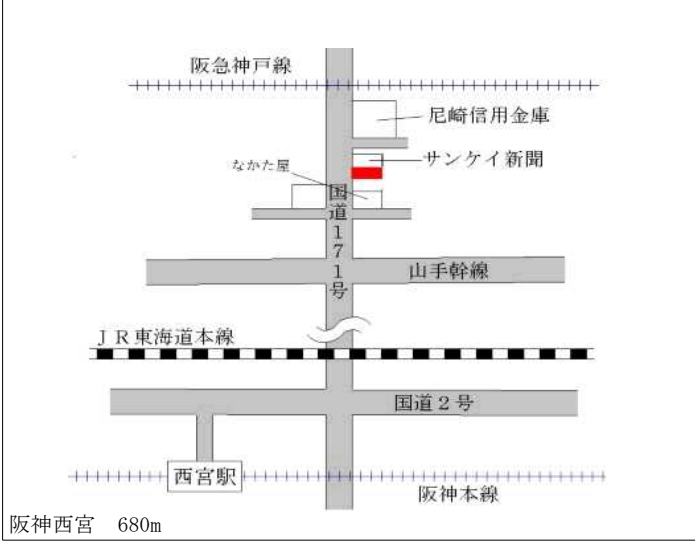 阪急神戸線
尼崎信用金庫
サンケイ新聞
なかた屋
国道171号
山手幹線
JR東海道本線
国道2号
西宮駅
阪神本線
阪神西宮 680m